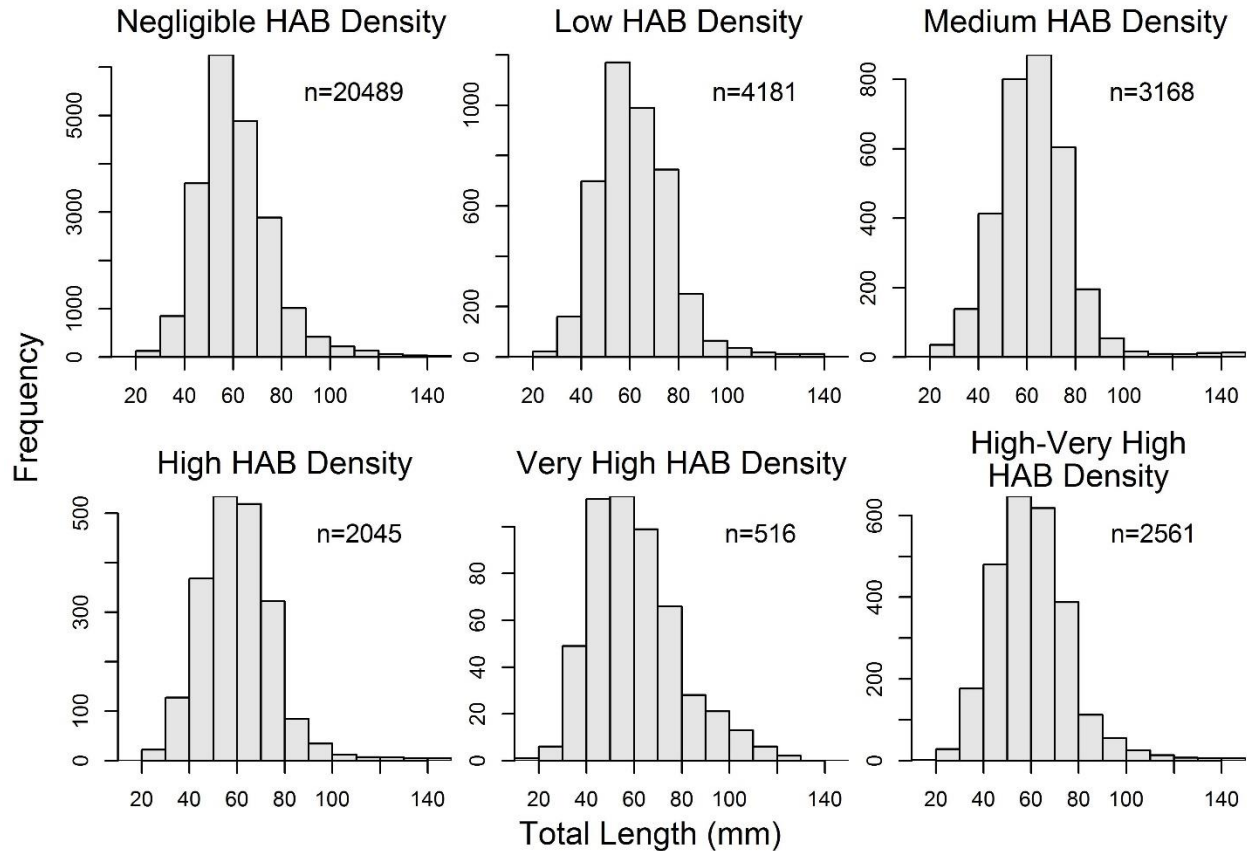 Negligible HAB Density
n=20489
0 1000 3000 5000
20 40 60 80 100 140
Low HAB Density
n=4181
0 200 600 1000
20 40 60 80 100 140
Medium HAB Density
n=3168
0 200 400 600 800
20 40 60 80 100 140
High HAB Density
n=2045
0 100 300 500
20 40 60 80 100 140
Very High HAB Density
n=516
0 20 40 60 80
20 40 60 80 100 140
High-Very High
HAB Density
n=2561
0 200 400 600
20 40 60 80 100 140
Frequency
Total Length (mm)